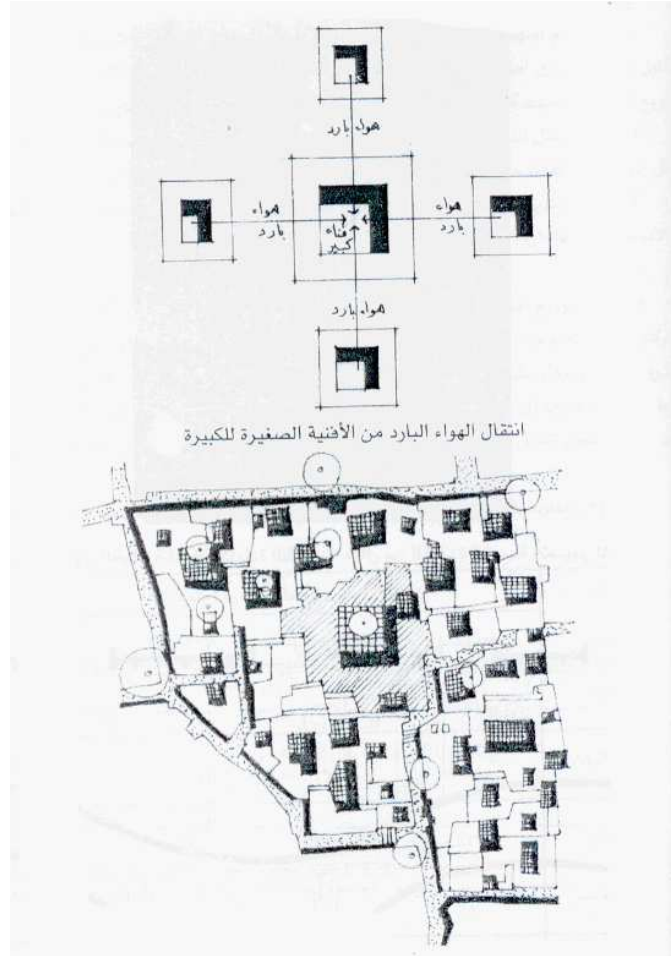 هواء بارد
هواء
بارد
فناء
كبير
هواء
بارد
هواء بارد
انتقال الهواء البارد من الأفنية الصغيرة للكبيرة